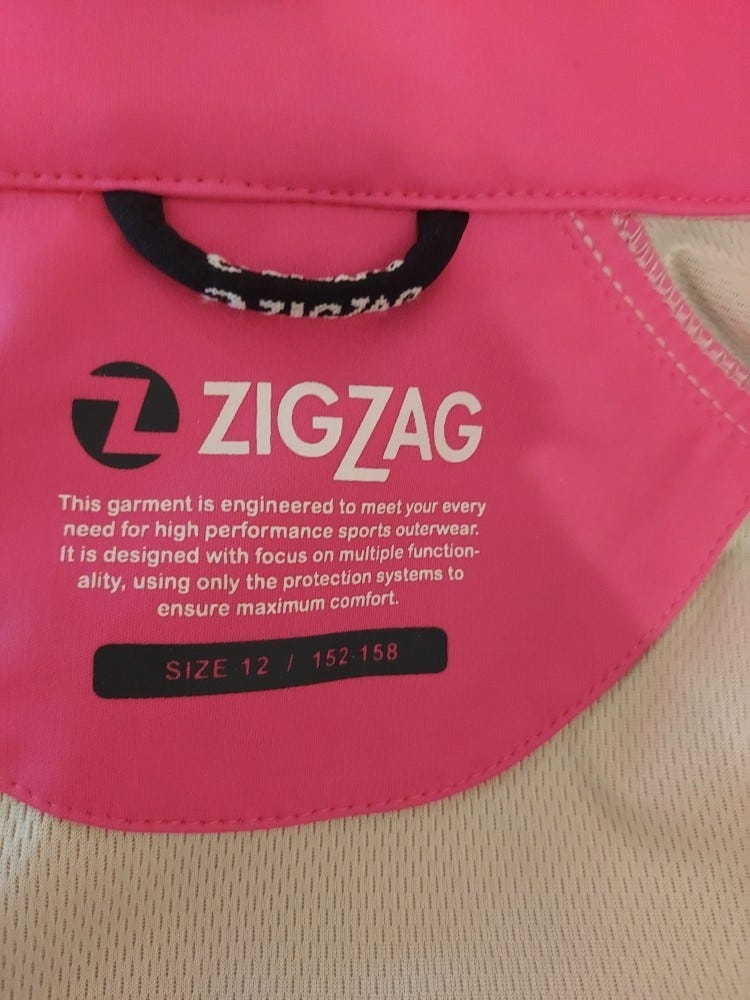 ZIGZAG
ZIGZAG
This garment is engineered to meet your every
need for high performance sports outerwear.
It is designed with focus on multiple function-
ality, using only the protection systems to
ensure maximum comfort.
SIZE 12 / 152-158